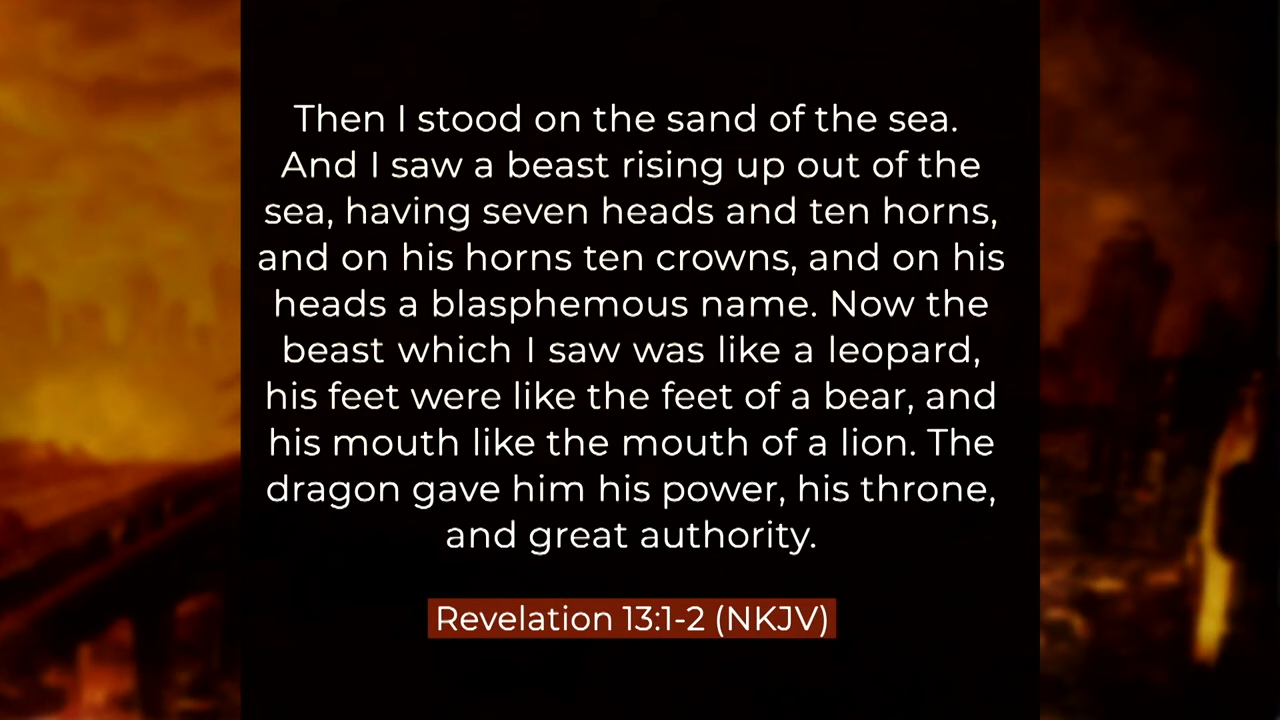 Then I stood on the sand of the sea.
And I saw a beast rising up out of the
sea, having seven heads and ten horns,
and on his horns ten crowns, and on his
heads a blasphemous name. Now the
beast which I saw was like a leopard,
his feet were like the feet of a bear, and
his mouth like the mouth of a lion. The
dragon gave him his power, his throne,
and great authority.
Revelation 13:1-2 (NKJV)